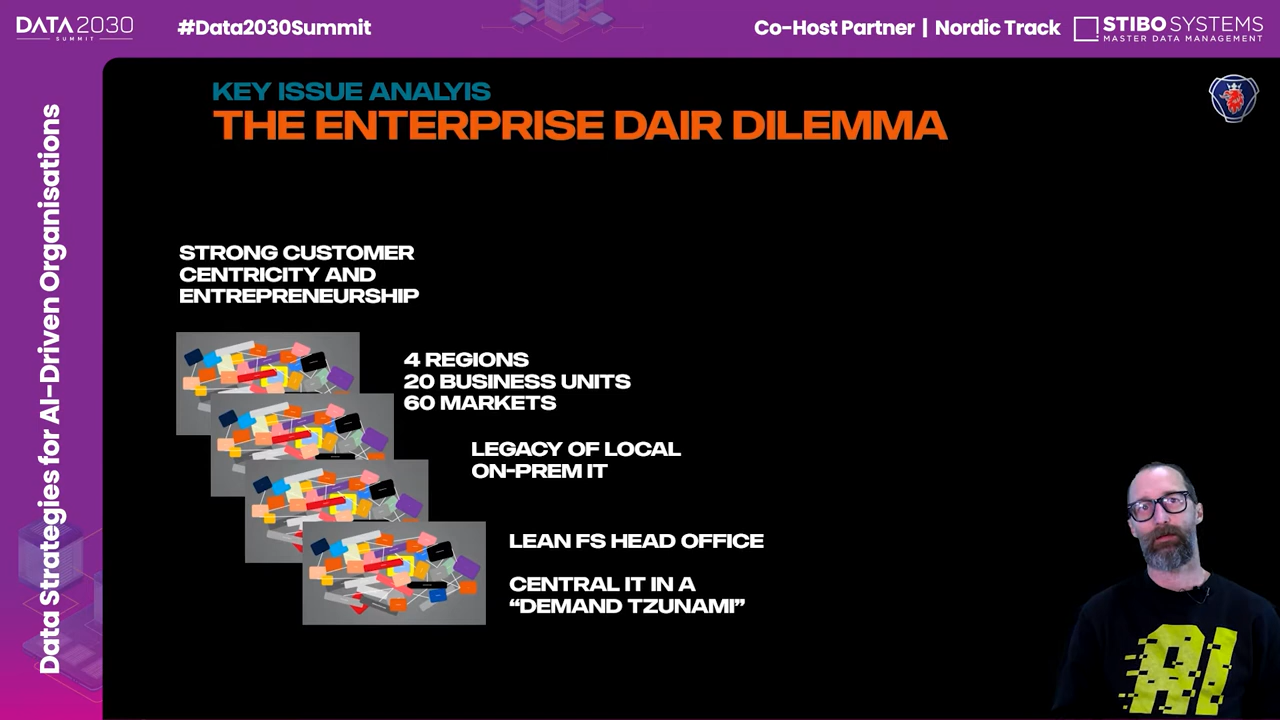 DATA2030
SUMMIT
#Data2030Summit
Co-Host Partner | Nordic Track
STIBO SYSTEMS
MASTER DATA MANAGEMENT
Data Strategies for AI-Driven Organisations
KEY ISSUE ANALYIS
THE ENTERPRISE DAIR DILEMMA
STRONG CUSTOMER
CENTRICITY AND
ENTREPRENEURSHIP
4 REGIONS
20 BUSINESS UNITS
60 MARKETS
LEGACY OF LOCAL
ON-PREM IT
LEAN FS HEAD OFFICE
CENTRAL IT IN A
“DEMAND TZUNAMI”
AI